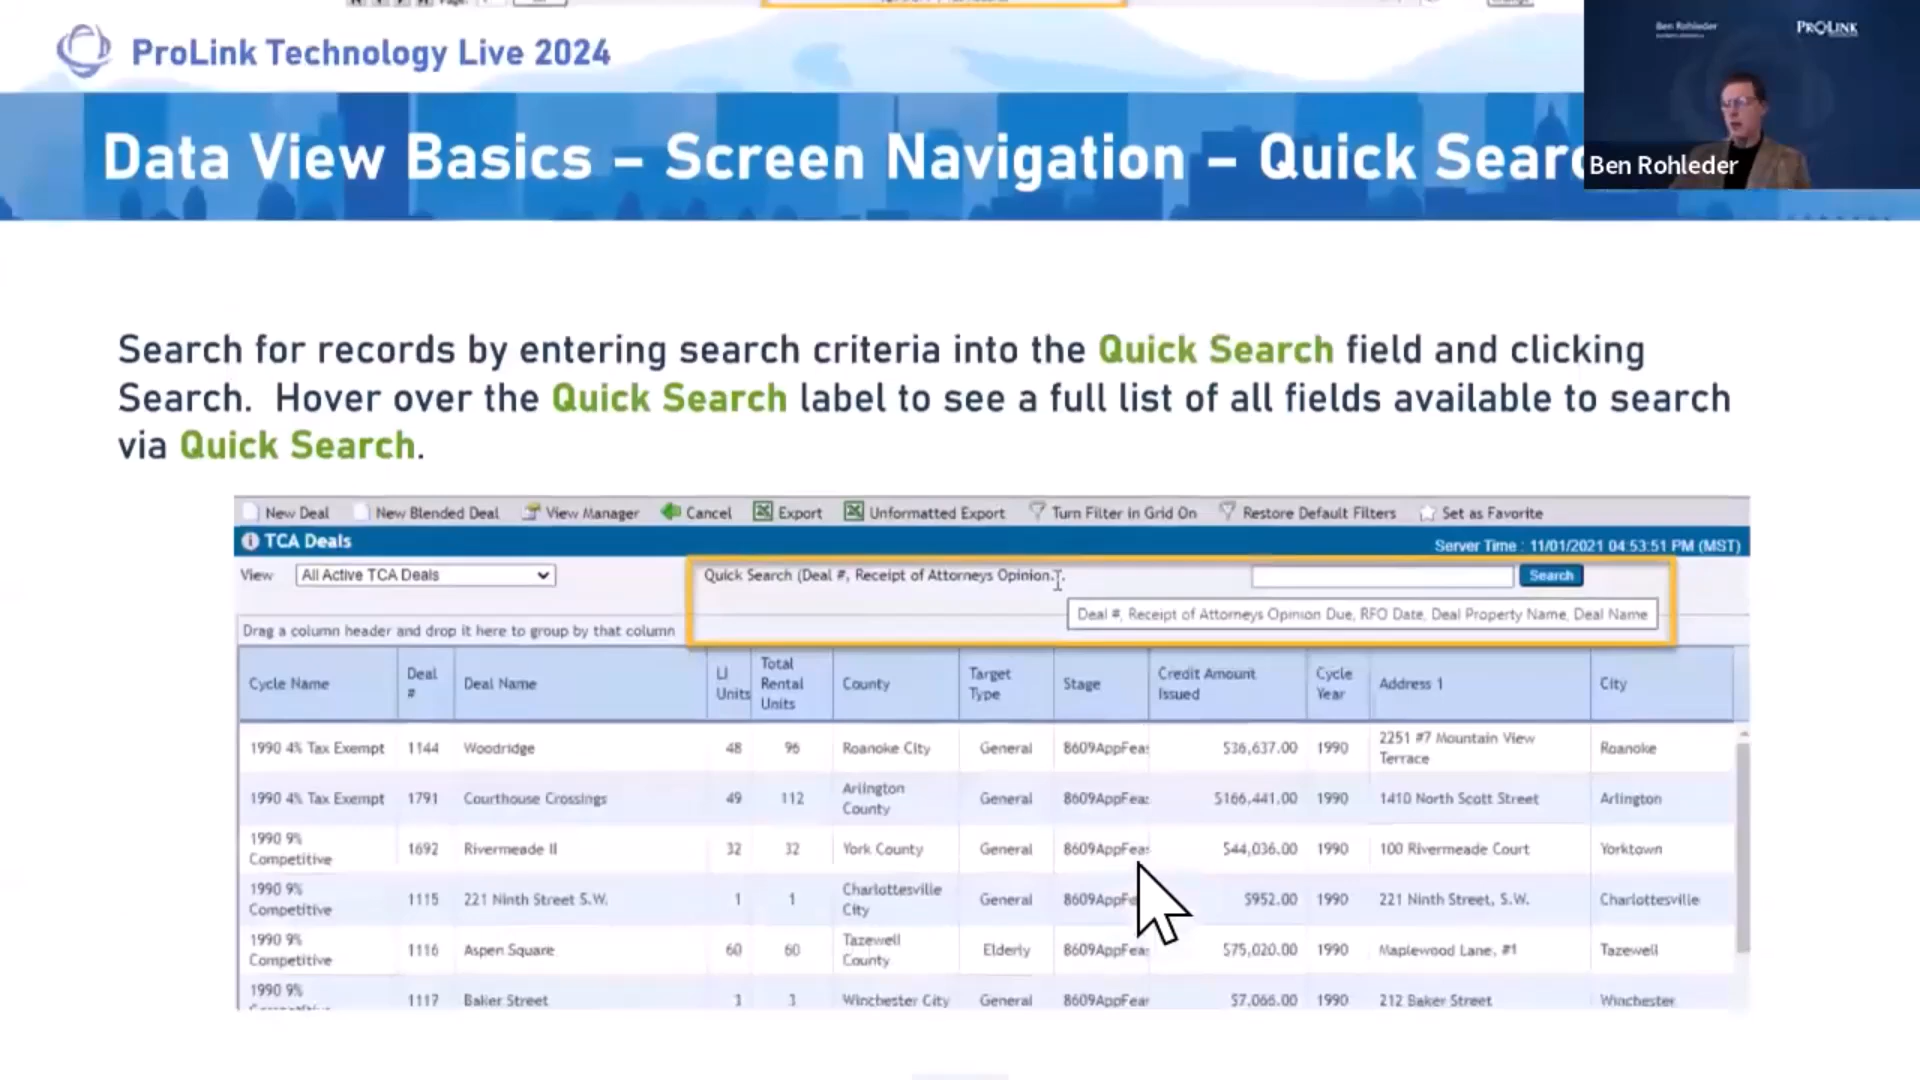 ProLink Technology Live 2024
Ben Rohleder
PROLINK
Data View Basics – Screen Navigation – Quick Searc
Ben Rohleder
Search for records by entering search criteria into the Quick Search field and clicking
Search. Hover over the Quick Search label to see a full list of all fields available to search
via Quick Search.
New Deal New Blended Deal View Manager Cancel Export Unformatted Export Turn Filter in Grid On Restore Default Filters Set as Favorite
TCA Deals Server Time : 11/01/2021 04:53:51 PM (MST)
View All Active TCA Deals Quick Search (Deal #, Receipt of Attorneys Opinion... Search
Deal #, Receipt of Attorneys Opinion Due, RFO Date, Deal Property Name, Deal Name
Drag a column header and drop it here to group by that column
Cycle Name Deal # Deal Name LI Units Total Rental Units County Target Type Stage Credit Amount Issued Cycle Year Address 1 City
1990 4% Tax Exempt 1144 Woodridge 48 96 Roanoke City General 8609AppFeas $36,637.00 1990 2251 #7 Mountain View Terrace Roanoke
1990 4% Tax Exempt 1791 Courthouse Crossings 49 112 Arlington County General 8609AppFeas $166,441.00 1990 1410 North Scott Street Arlington
1990 9% Competitive 1692 Rivermeade II 32 32 York County General 8609AppFeas $44,036.00 1990 100 Rivermeade Court Yorktown
1990 9% Competitive 1115 221 Ninth Street S.W. 1 1 Charlottesville City General 8609AppFe $952.00 1990 221 Ninth Street, S.W. Charlottesville
1990 9% Competitive 1116 Aspen Square 60 60 Tazewell County Elderly 8609AppFeas $75,020.00 1990 Maplewood Lane, #1 Tazewell
1990 9% 1117 Baker Street 1 1 Winchester City General 8609AppFeas $7,066.00 1990 212 Baker Street Winchester